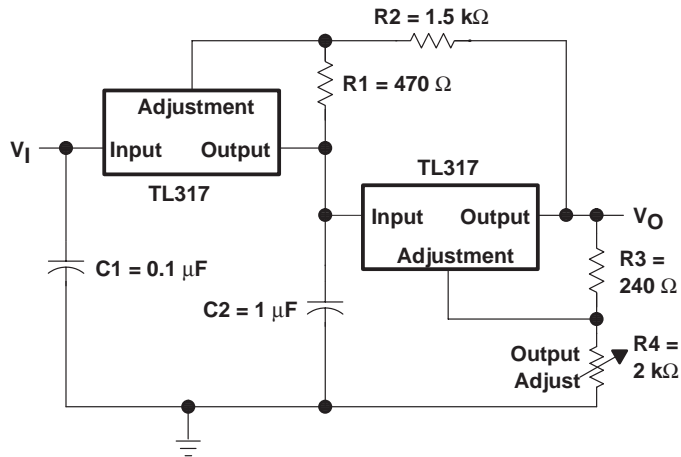 R2 = 1.5 kΩ
R1 = 470 Ω
Adjustment
VI
Input
Output
TL317
TL317
Input
Output
VO
Adjustment
R3 =
240 Ω
C1 = 0.1 μF
C2 = 1 μF
Output
Adjust
R4 =
2 kΩ